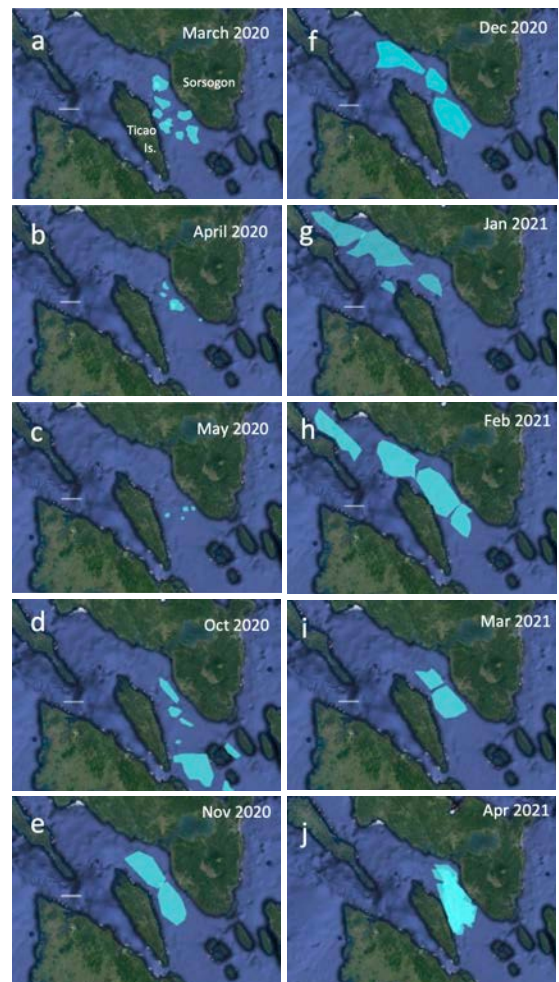 a
March 2020
Sorsogon
Ticao
Is.
b
April 2020
c
May 2020
d
Oct 2020
e
Nov 2020
f
Dec 2020
g
Jan 2021
h
Feb 2021
i
Mar 2021
j
Apr 2021